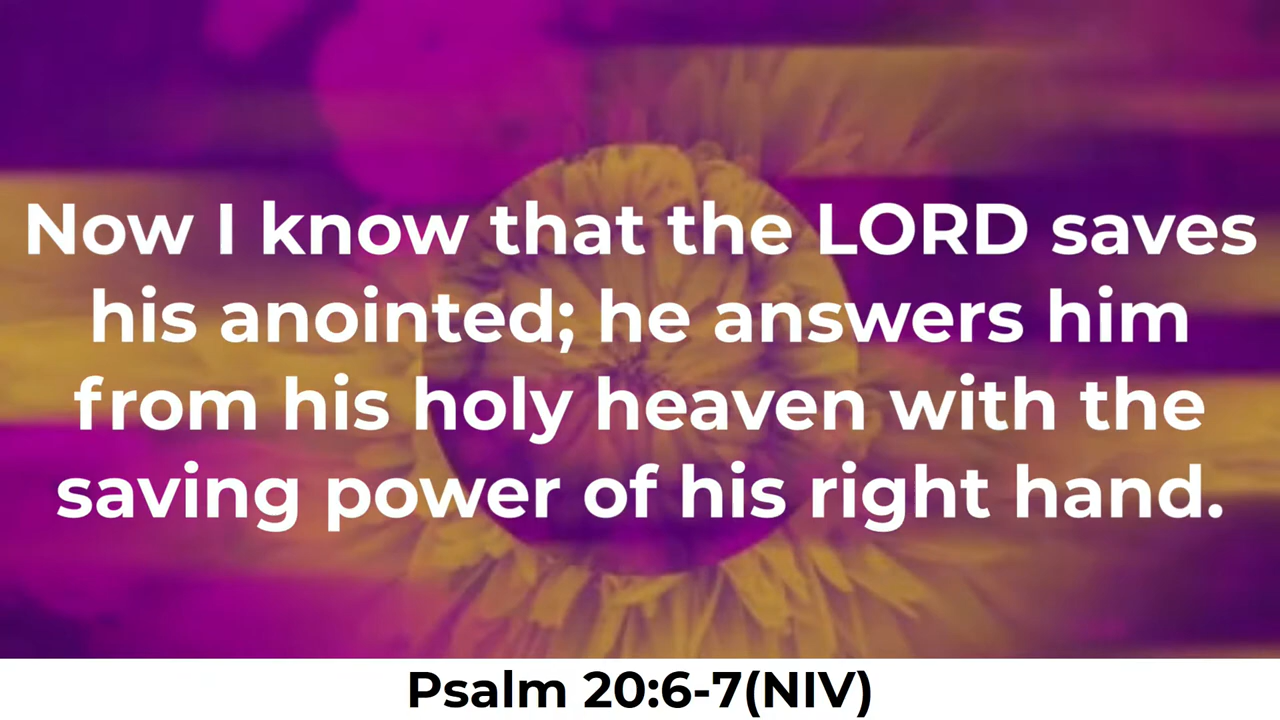 Now I know that the LORD saves
his anointed; he answers him
from his holy heaven with the
saving power of his right hand.
Psalm 20:6-7(NIV)